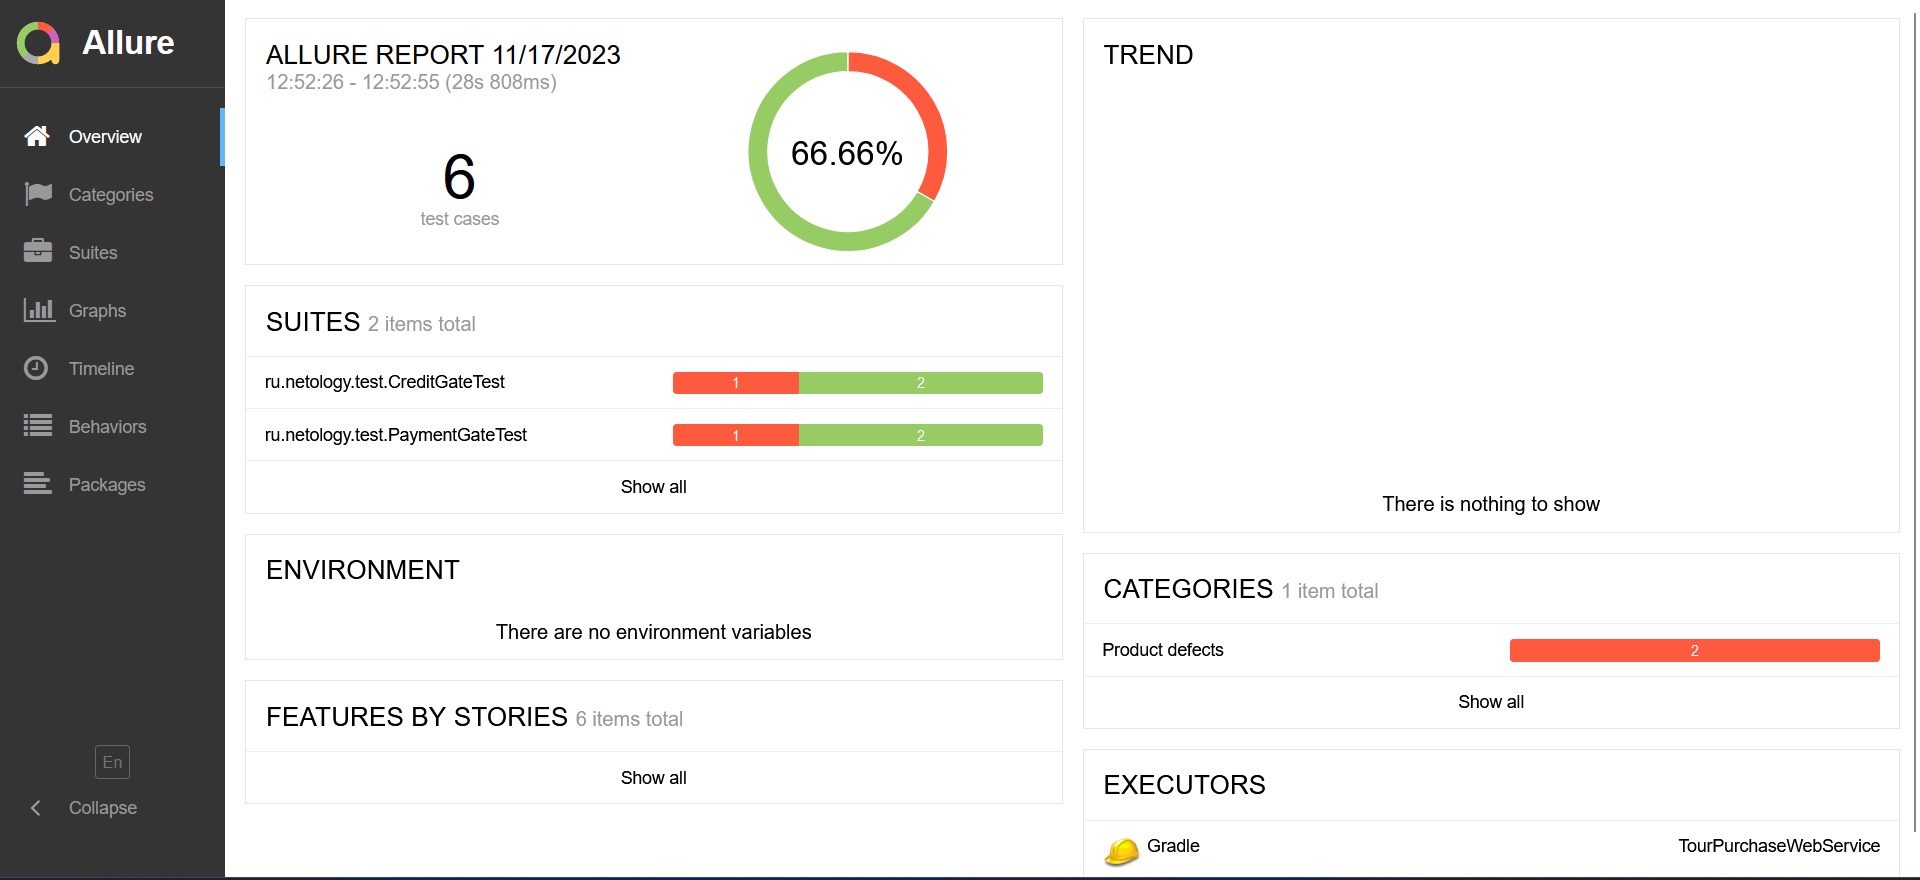 Allure
Overview
Categories
Suites
Graphs
Timeline
Behaviors
Packages
En
Collapse
ALLURE REPORT 11/17/2023
12:52:26 - 12:52:55 (28s 808ms)
6
test cases
66.66%
SUITES 2 items total
ru.netology.test.CreditGateTest 1 2
ru.netology.test.PaymentGateTest 1 2
Show all
ENVIRONMENT
There are no environment variables
FEATURES BY STORIES 6 items total
Show all
TREND
There is nothing to show
CATEGORIES 1 item total
Product defects 2
Show all
EXECUTORS
Gradle TourPurchaseWebService